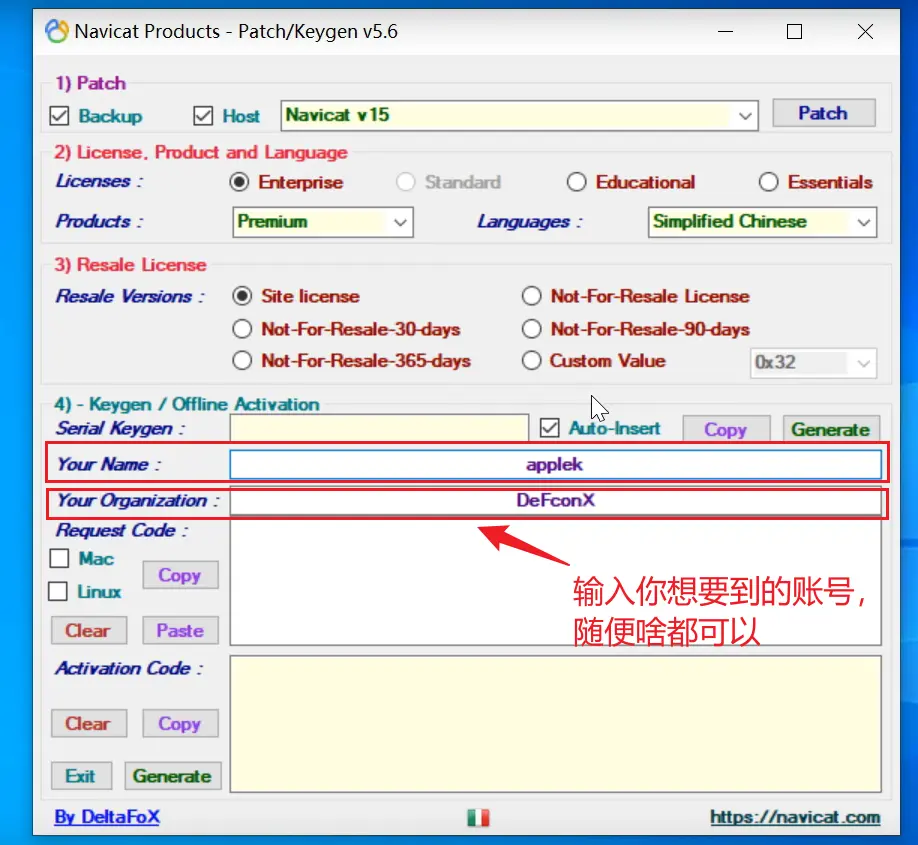 Navicat Products - Patch/Keygen v5.6
1) Patch
Backup Host Navicat v15 Patch
2) License, Product and Language
Licenses : Enterprise Standard Educational Essentials
Products : Premium Languages : Simplified Chinese
3) Resale License
Resale Versions : Site license Not-For-Resale License
Not-For-Resale-30-days Not-For-Resale-90-days
Not-For-Resale-365-days Custom Value 0x32
4) - Keygen / Offline Activation
Serial Keygen : Auto-Insert Copy Generate
Your Name : applek
Your Organization : DeFconX
Request Code :
Mac
Copy
Linux
Clear Paste
输入你想要到的账号，
随便啥都可以
Activation Code :
Clear Copy
Exit Generate
By DeltaFoX https://navicat.com